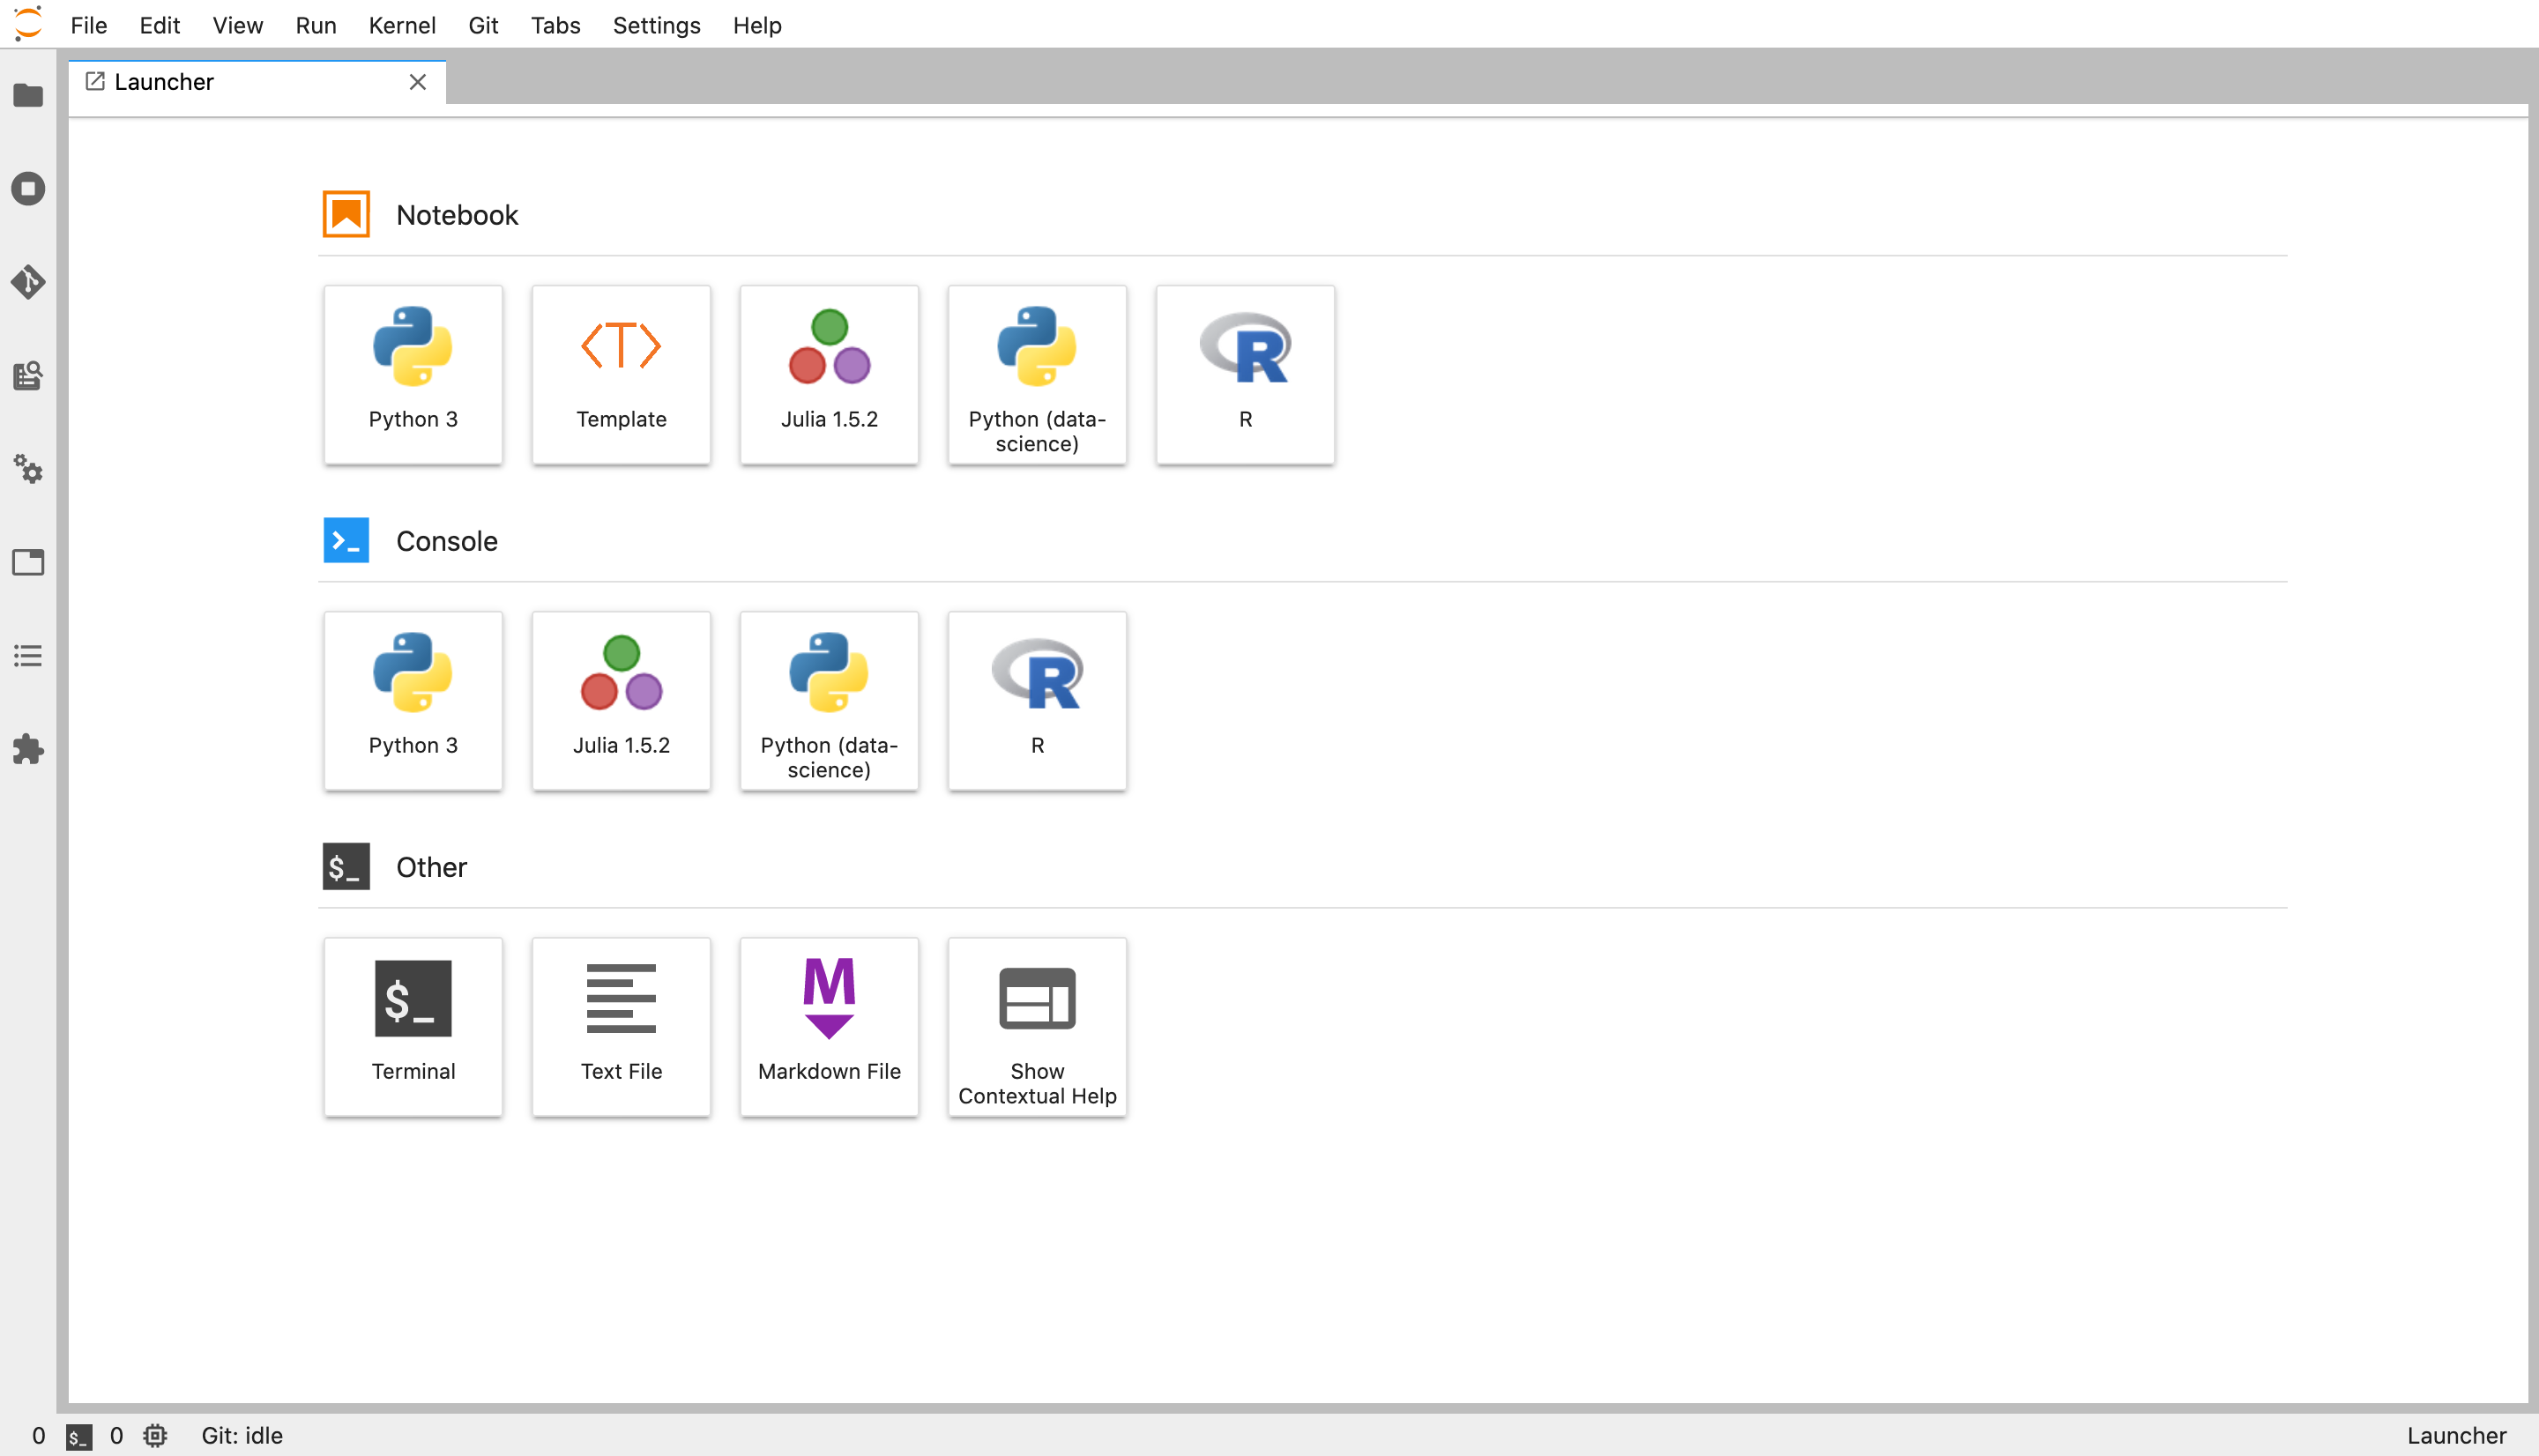 File Edit View Run Kernel Git Tabs Settings Help
Launcher
Notebook
Python 3
<T>
Template
Julia 1.5.2
Python (data-
science)
R
R
>_ Console
Python 3
Julia 1.5.2
Python (data-
science)
R
R
$_ Other
$_
Terminal
Text File
M
Markdown File
Show
Contextual Help
0 $_ 0 Git: idle Launcher